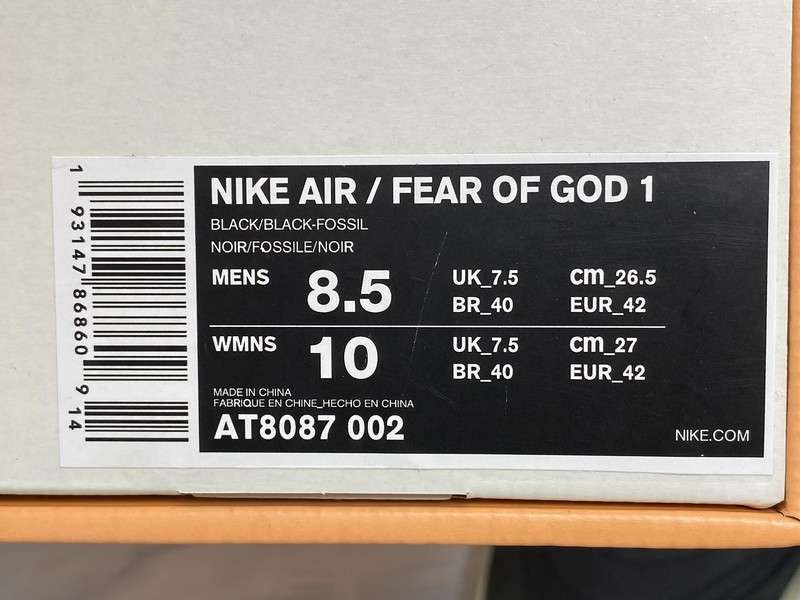 1 93147 86860 9 14
NIKE AIR / FEAR OF GOD 1
BLACK/BLACK-FOSSIL
NOIR/FOSSILE/NOIR
MENS 8.5 UK_7.5 cm_26.5
BR_40 EUR_42
WMNS 10 UK_7.5 cm_27
BR_40 EUR_42
MADE IN CHINA
FABRIQUE EN CHINE_HECHO EN CHINA
AT8087 002
NIKE.COM